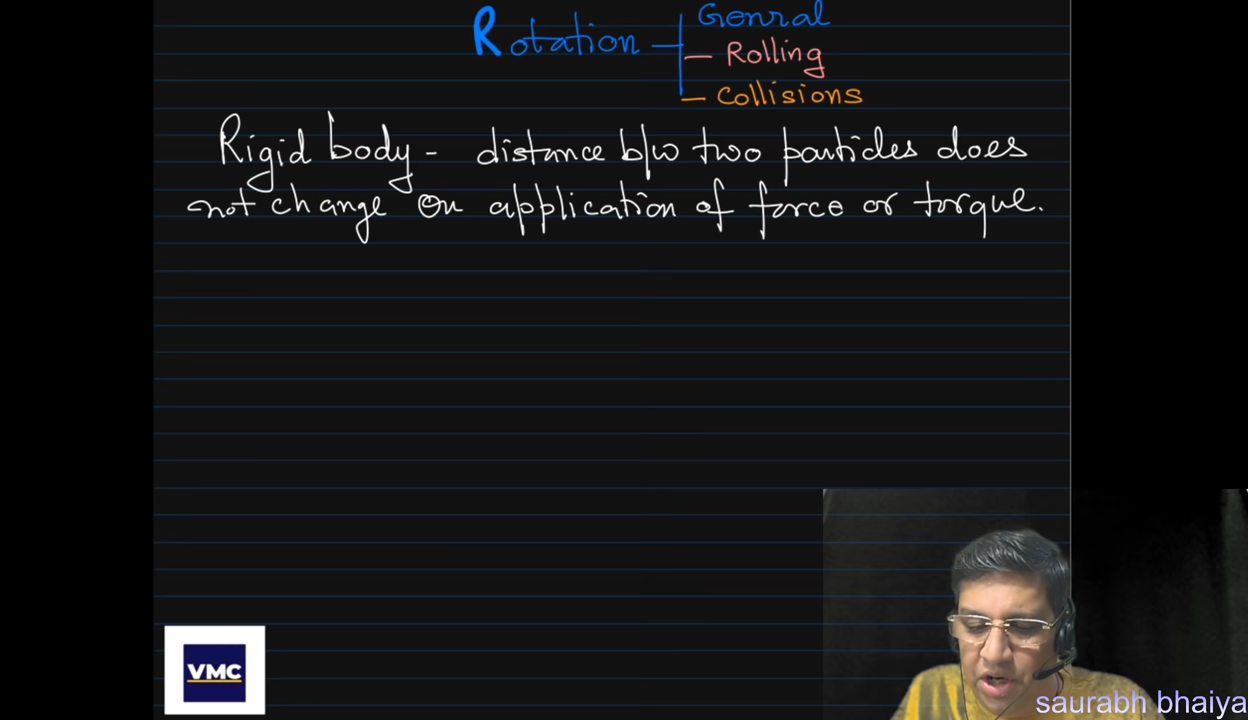 Rotation
Genral
- Rolling
- Collisions
Rigid body - distance b/w two particles does
not change on application of force or torque.
VMC
saurabh bhaiya